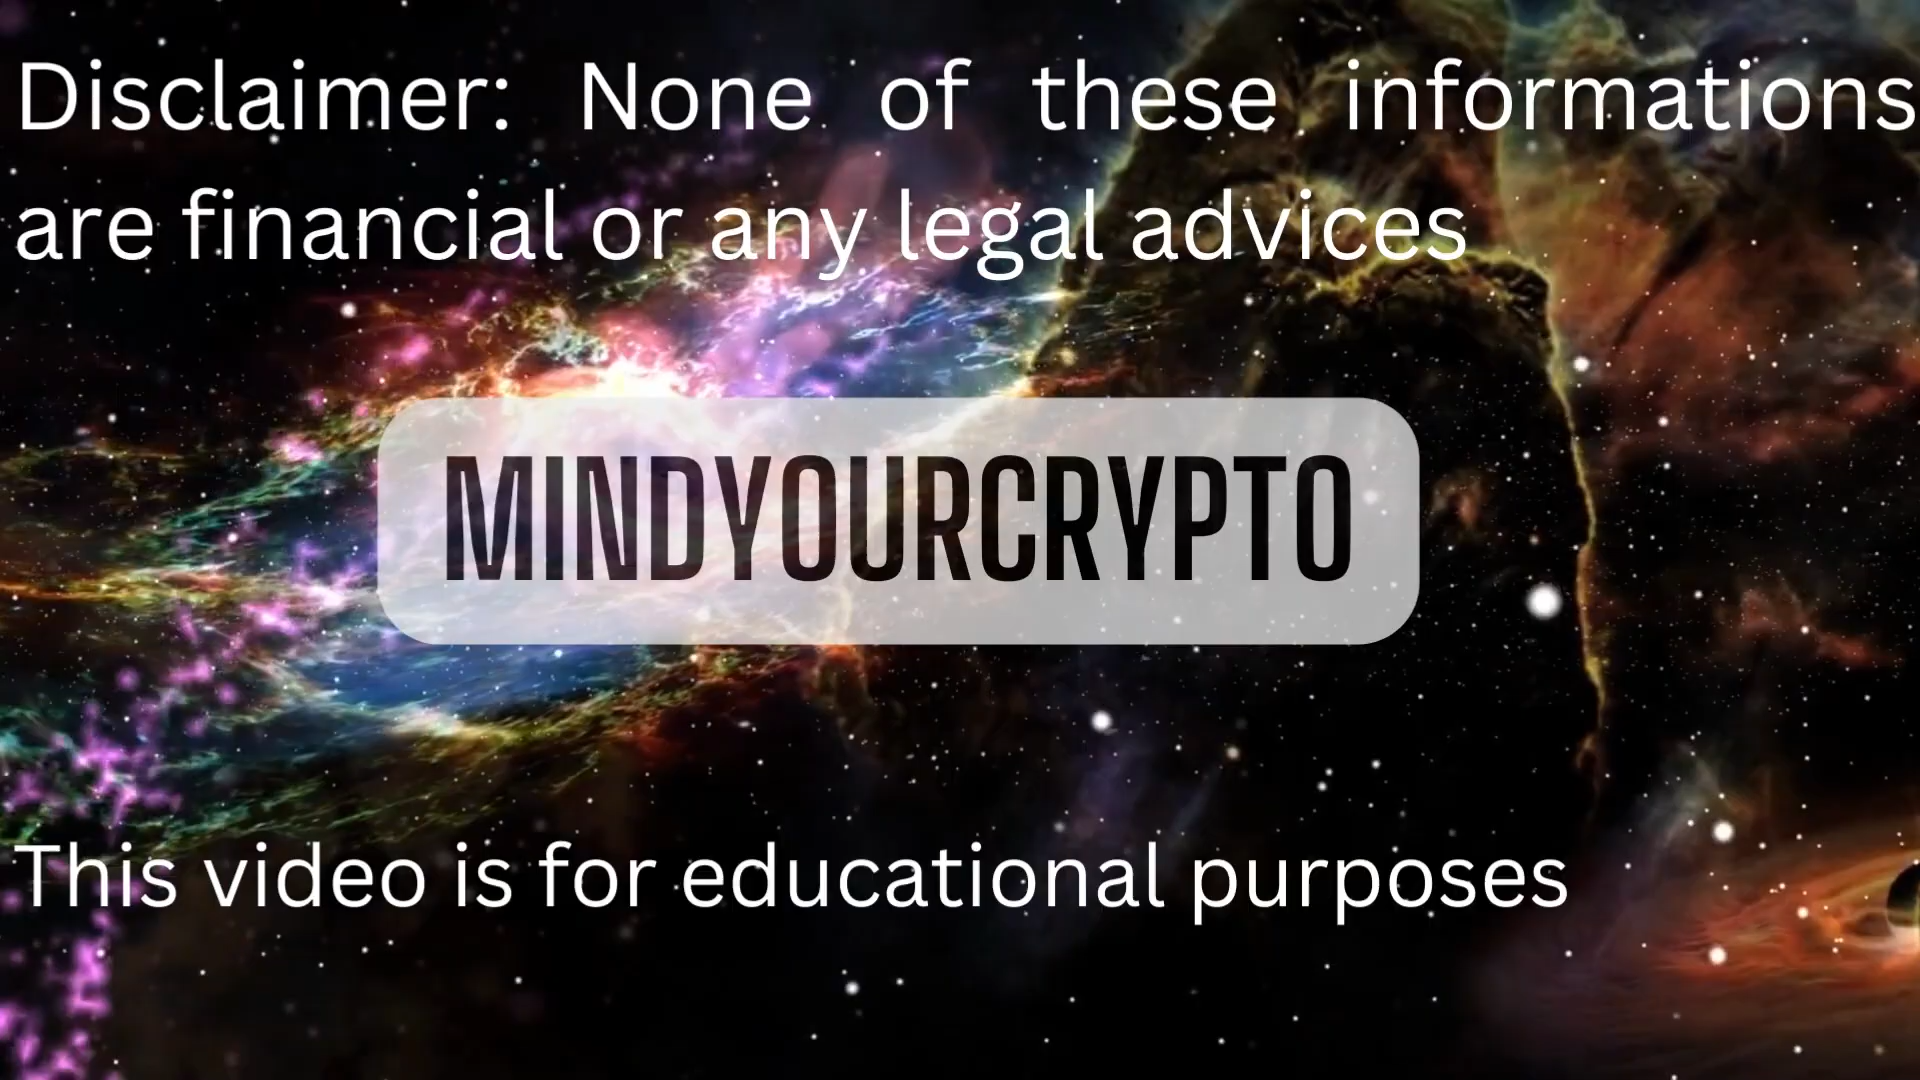 Disclaimer: None of these informations
are financial or any legal advices
MINDYOURCRYPTO
This video is for educational purposes